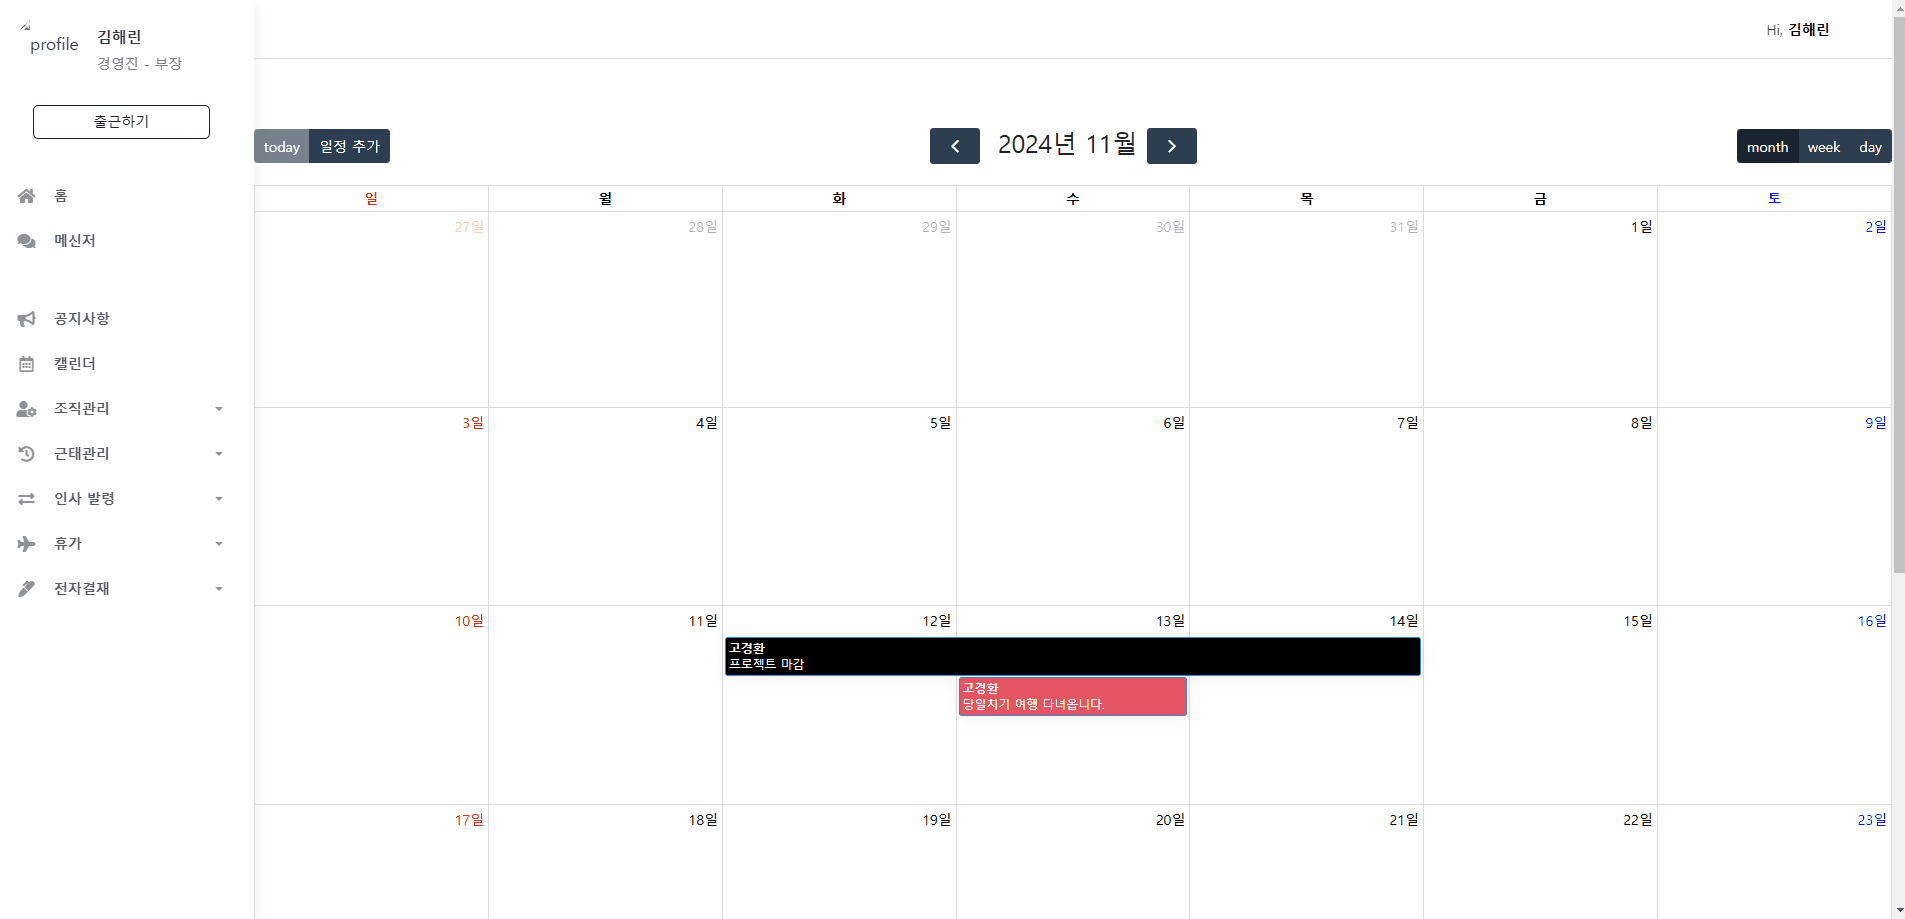 profile
김해린
경영진 - 부장
출근하기
홈
메신저
공지사항
캘린더
조직관리
근태관리
인사 발령
휴가
전자결재
Hi, 김해린
today 일정 추가
2024년 11월
month week day
일 월 화 수 목 금 토
27일 28일 29일 30일 31일 1일 2일
3일 4일 5일 6일 7일 8일 9일
10일 11일 12일 13일 14일 15일 16일
고경환
프로젝트 마감
고경환
당일치기 여행 다녀옵니다.
17일 18일 19일 20일 21일 22일 23일